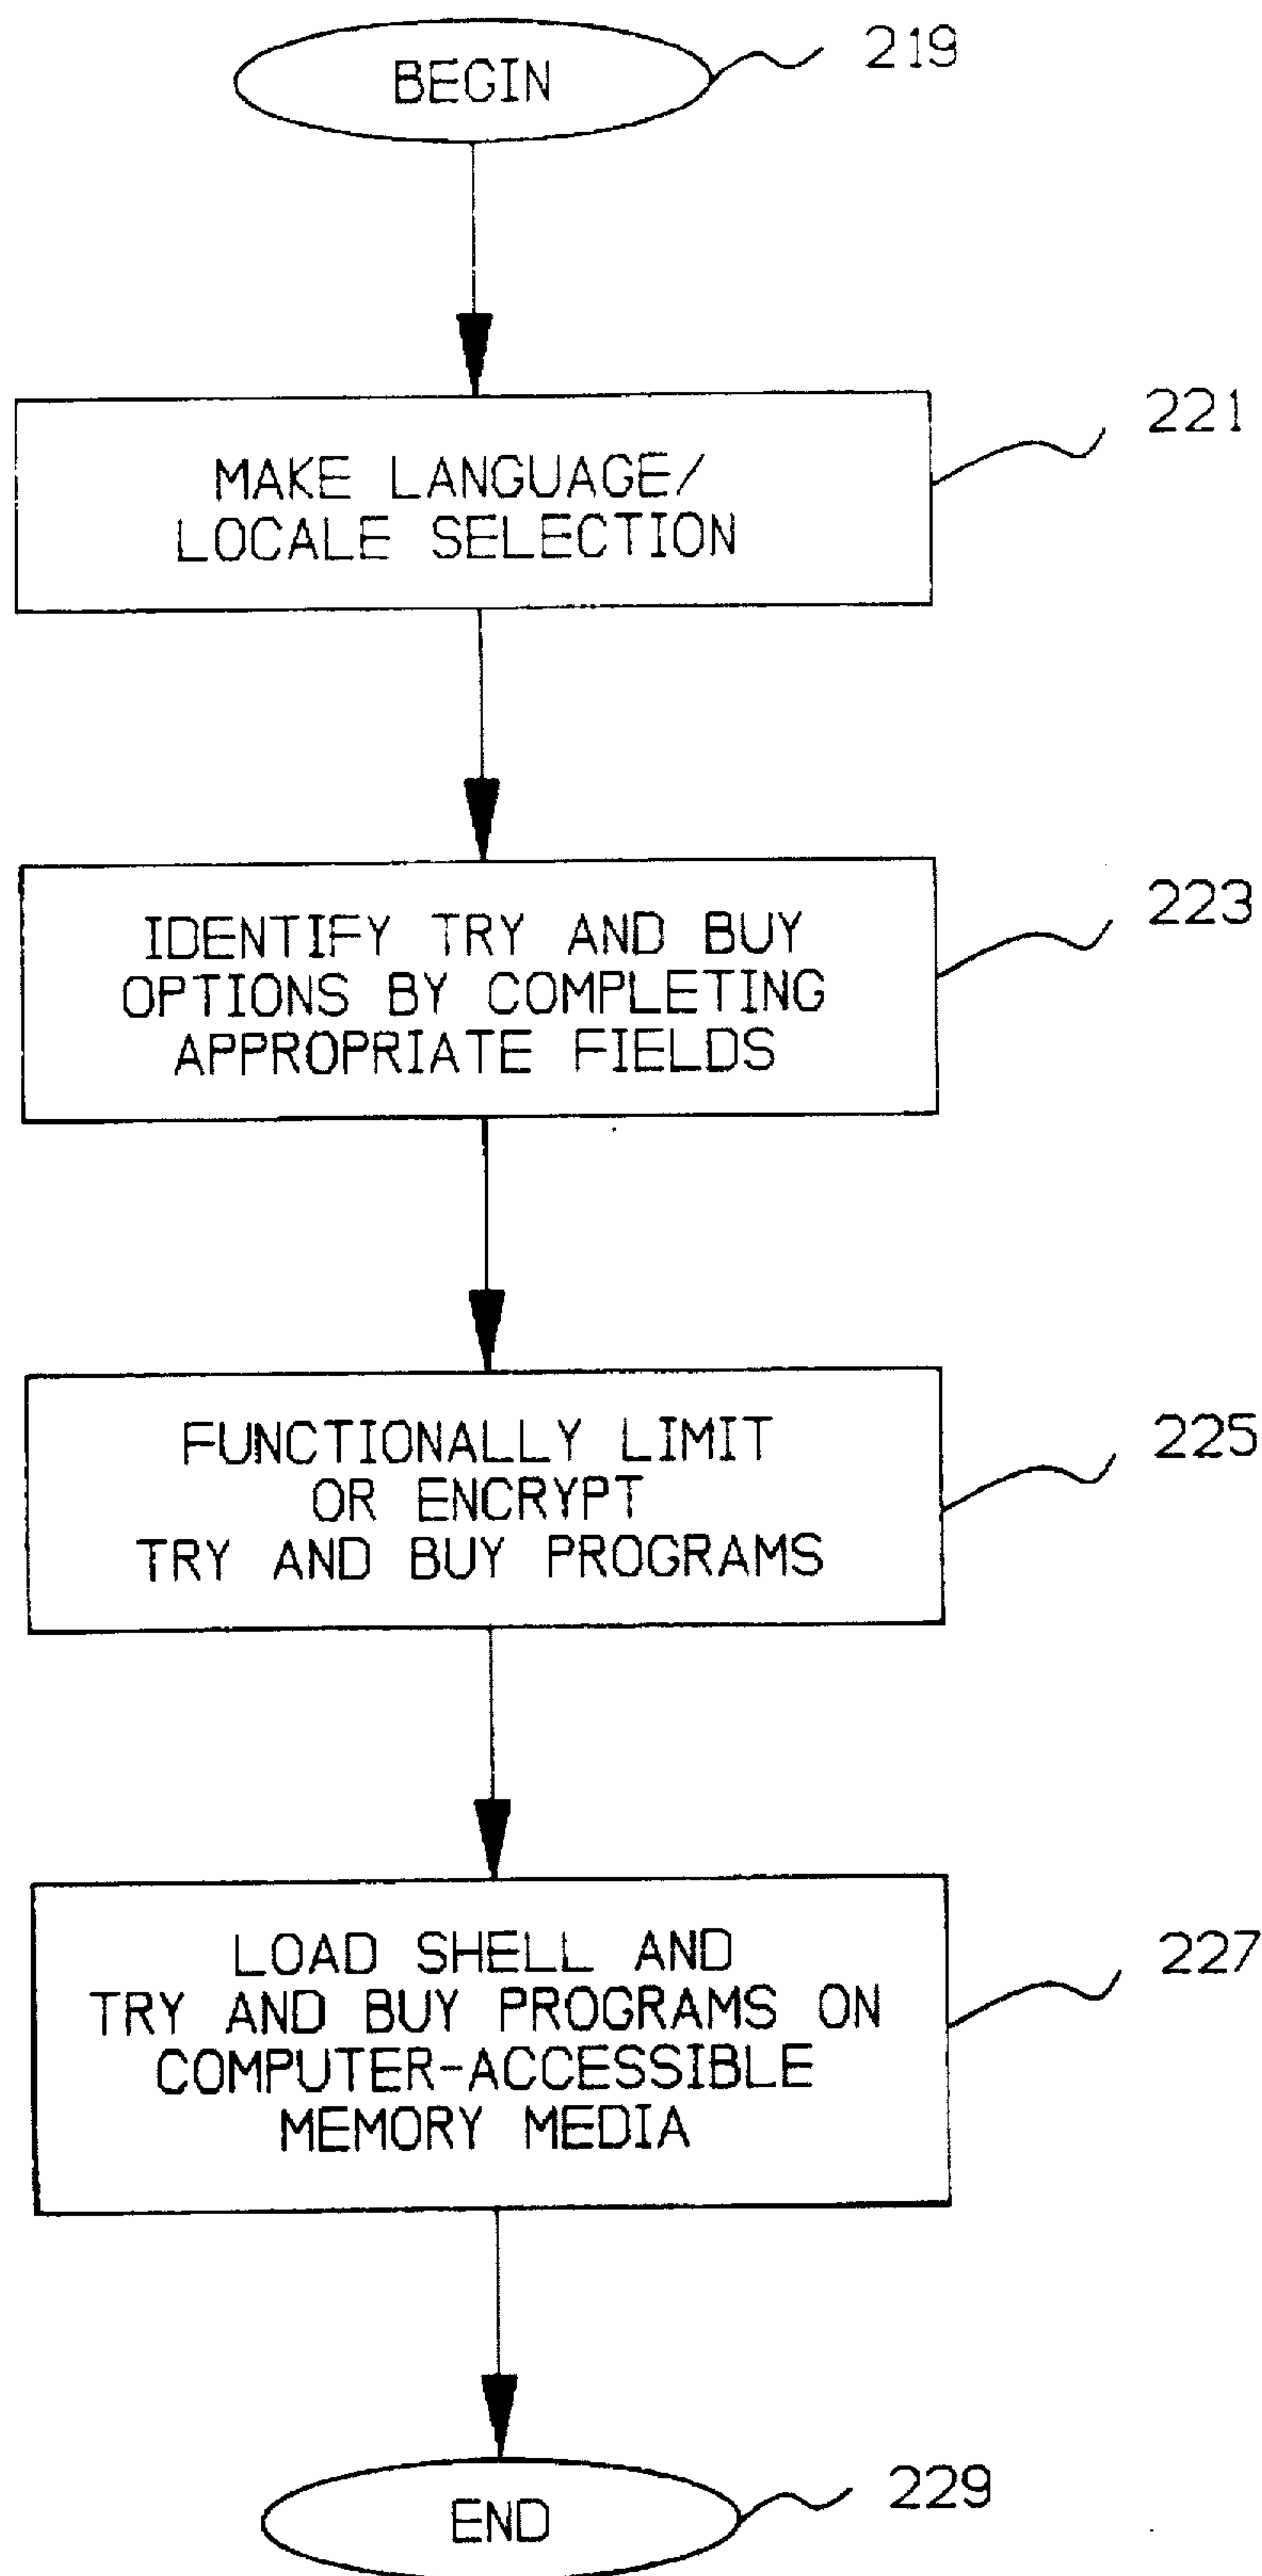 BEGIN
219
MAKE LANGUAGE/
LOCALE SELECTION
221
IDENTIFY TRY AND BUY
OPTIONS BY COMPLETING
APPROPRIATE FIELDS
223
FUNCTIONALLY LIMIT
OR ENCRYPT
TRY AND BUY PROGRAMS
225
LOAD SHELL AND
TRY AND BUY PROGRAMS ON
COMPUTER-ACCESSIBLE
MEMORY MEDIA
227
END
229